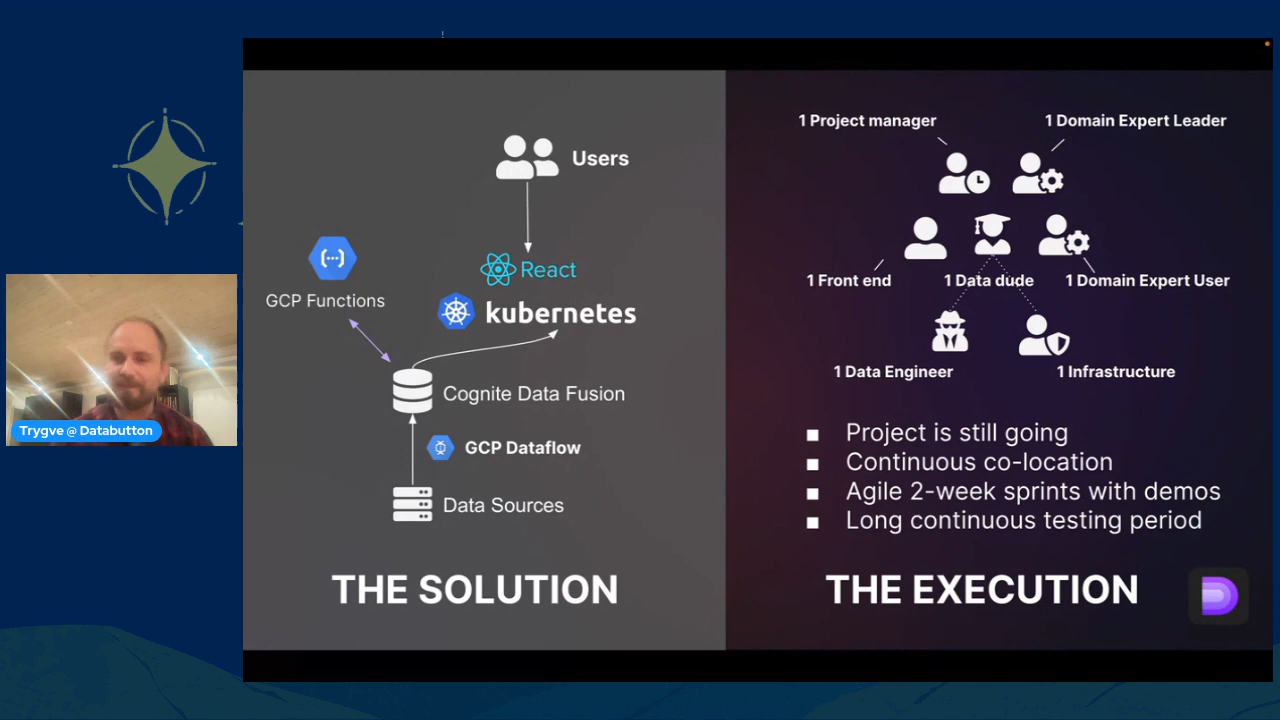 Users
React
GCP Functions
kubernetes
Cognite Data Fusion
GCP Dataflow
Data Sources
THE SOLUTION
1 Project manager
1 Domain Expert Leader
1 Front end
1 Data dude
1 Domain Expert User
1 Data Engineer
1 Infrastructure
Project is still going
Continuous co-location
Agile 2-week sprints with demos
Long continuous testing period
THE EXECUTION
Trygve @ Databutton